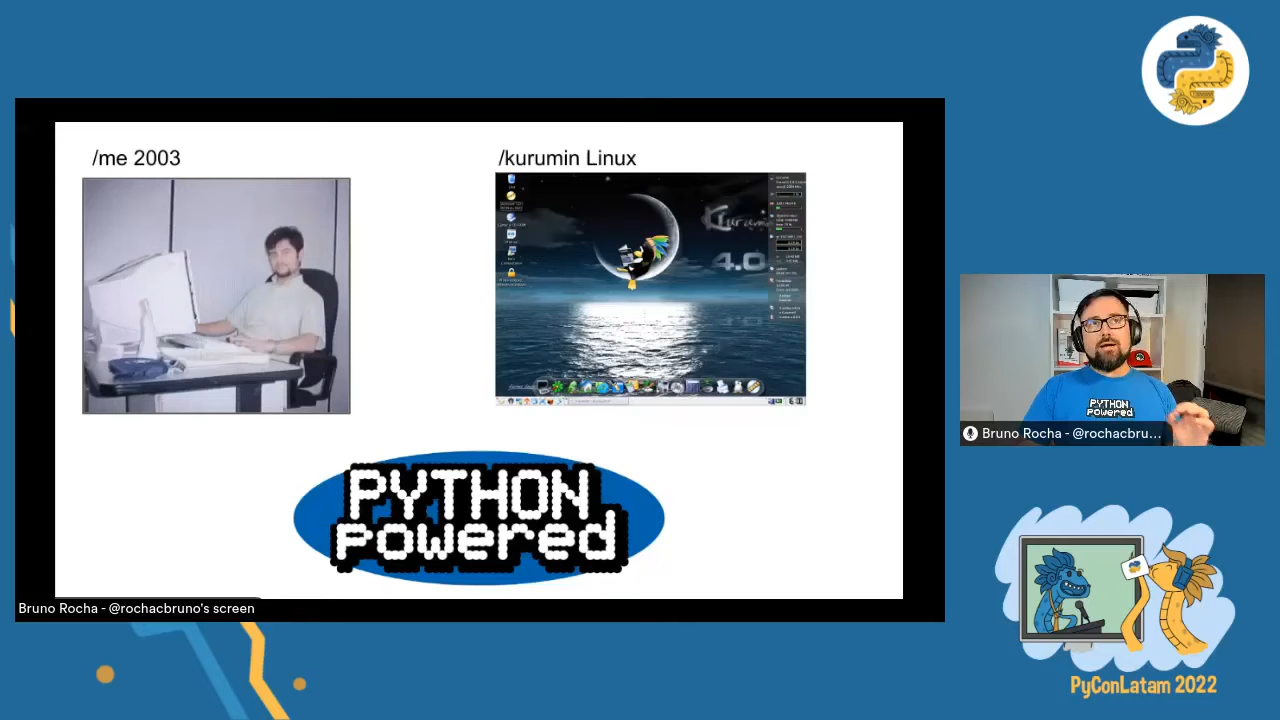 /me 2003
/kurumin Linux
Kurumin
4.0
PYTHON
powered
Bruno Rocha - @rochacbruno's screen
PYTHON
powered
Bruno Rocha - @rochacbru...
PyConLatam 2022